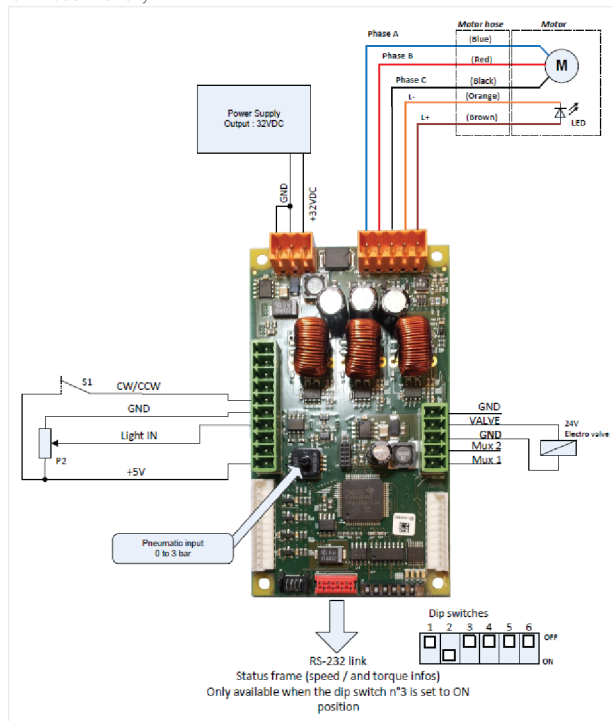 Motor hose
Motor
Phase A
(Blue)
Phase B
(Red)
M
Phase C
(Black)
L-
(Orange)
L+
(Brown)
LED
Power Supply
Output : 32VDC
GND
+32VDC
S1
CW/CCW
GND
Light IN
P2
+5V
GND
VALVE
GND
Mux 2
Mux 1
24V
Electro valve
Pneumatic input
0 to 3 bar
Dip switches
1 2 3 4 5 6
OFF
ON
RS-232 link
Status frame (speed / and torque infos)
Only available when the dip switch n°3 is set to ON
position